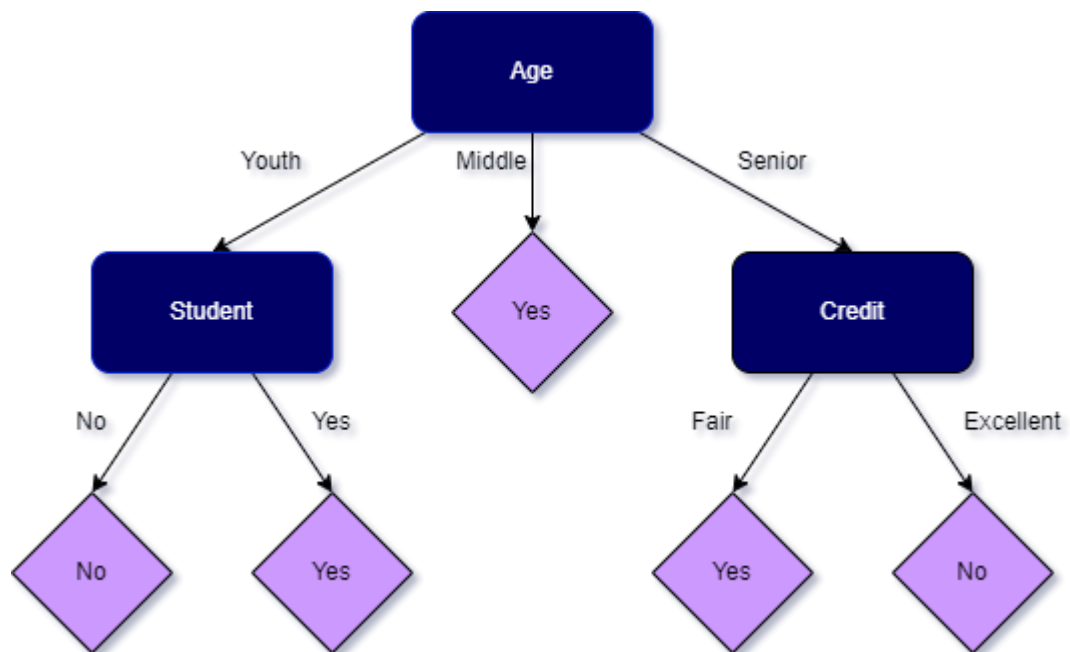 Age
Youth
Middle
Senior
Student
Yes
Credit
No
Yes
Fair
Excellent
No
Yes
Yes
No